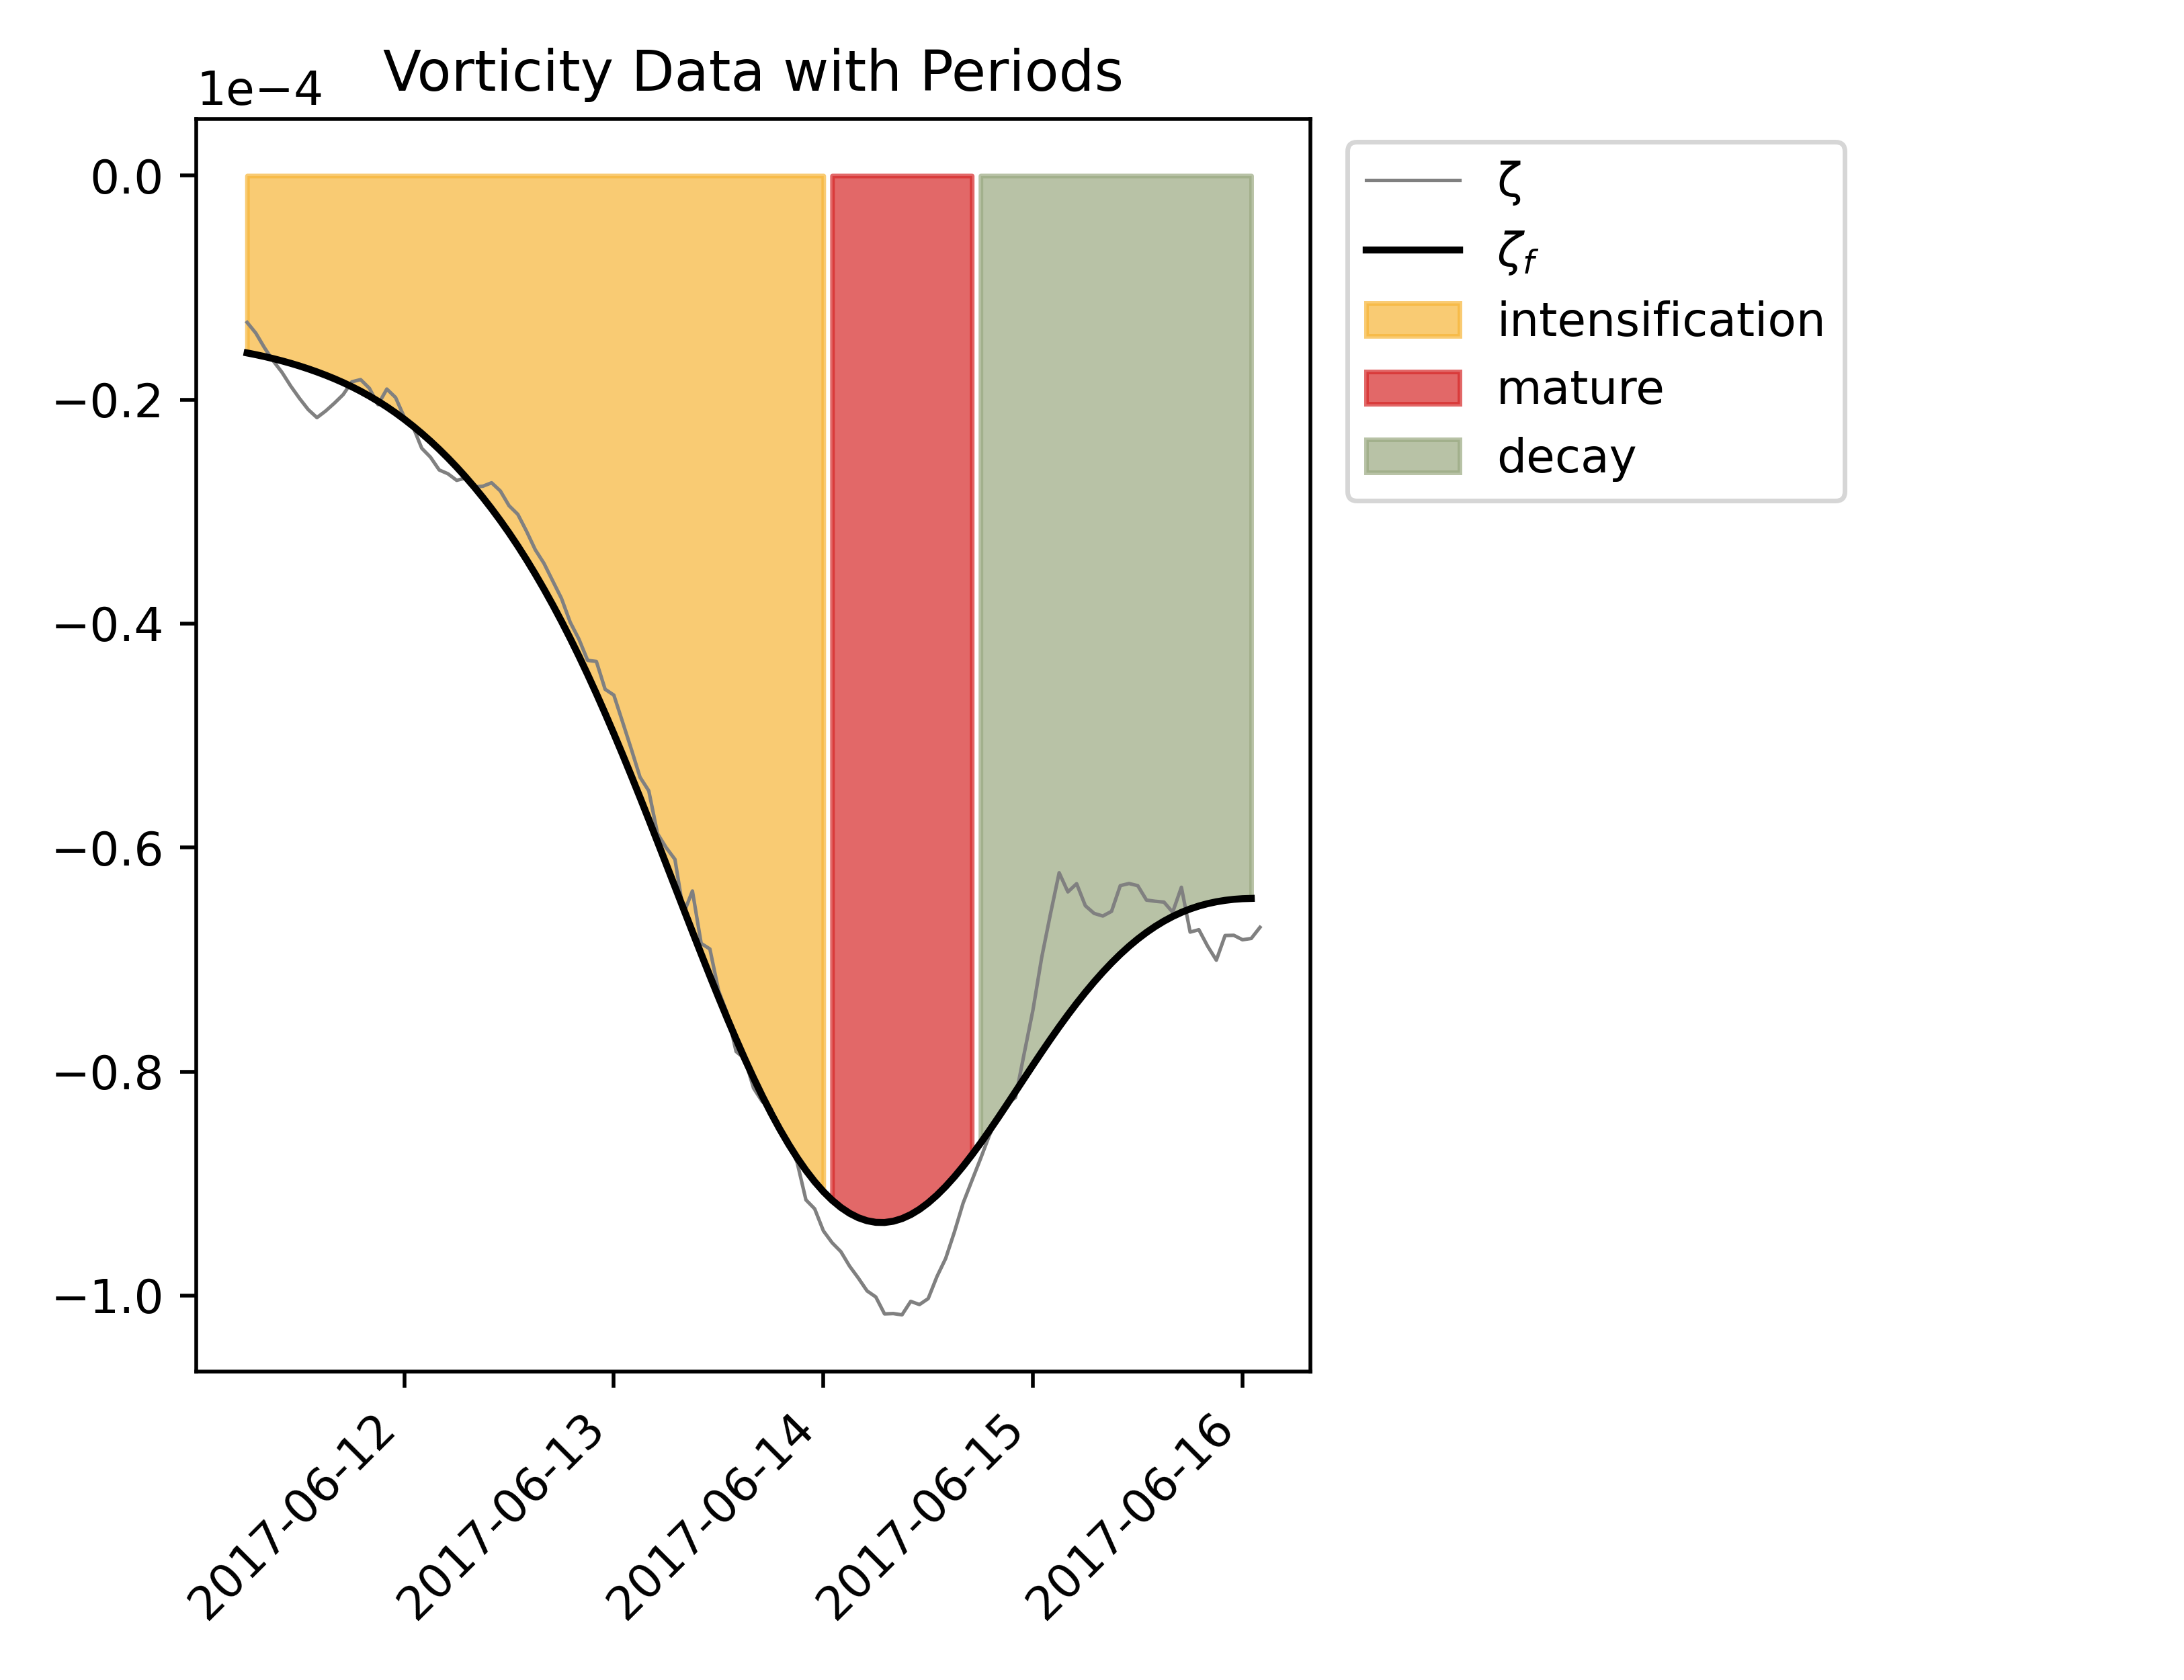 Vorticity Data with Periods
1e−4
0.0
−0.2
−0.4
−0.6
−0.8
−1.0
2017-06-12
2017-06-13
2017-06-14
2017-06-15
2017-06-16
ζ
ζf
intensification
mature
decay